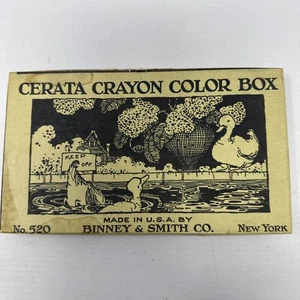 CERATA CRAYON COLOR BOX
KEEP
OFF
MADE IN U.S.A. BY
No. 520 BINNEY & SMITH CO. NEW YORK